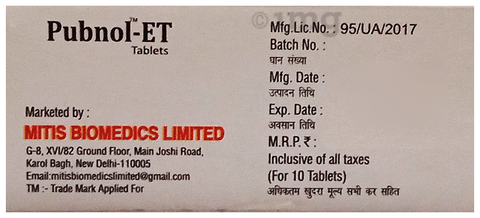 Pubnol-ET™
Tablets
Marketed by :
MITIS BIOMEDICS LIMITED
G-8, XVI/82 Ground Floor, Main Joshi Road,
Karol Bagh, New Delhi-110005
Email:mitisbiomedicslimited@gmail.com
TM :- Trade Mark Applied For
1mg
Mfg.Lic.No. : 95/UA/2017
Batch No. :
घान संख्या
Mfg. Date :
उत्पादन तिथि
Exp. Date :
अवसान तिथि
M.R.P. ₹ :
Inclusive of all taxes
(For 10 Tablets)
अधिकतम खुदरा मूल्य सभी कर सहित